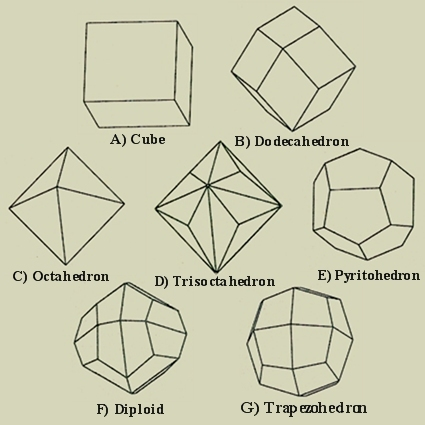 A) Cube
B) Dodecahedron
C) Octahedron
D) Trisoctahedron
E) Pyritohedron
F) Diploid
G) Trapezohedron